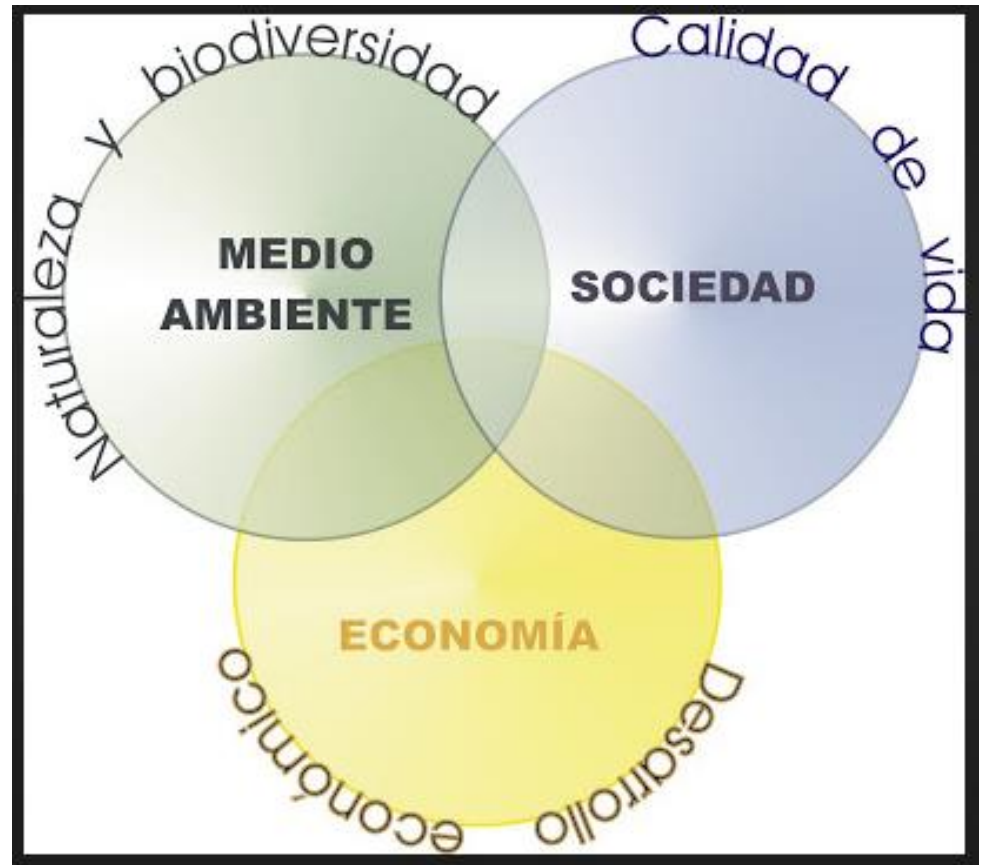 Naturaleza y biodiversidad
Calidad de vida
MEDIO
AMBIENTE
SOCIEDAD
ECONOMÍA
Desarrollo económico